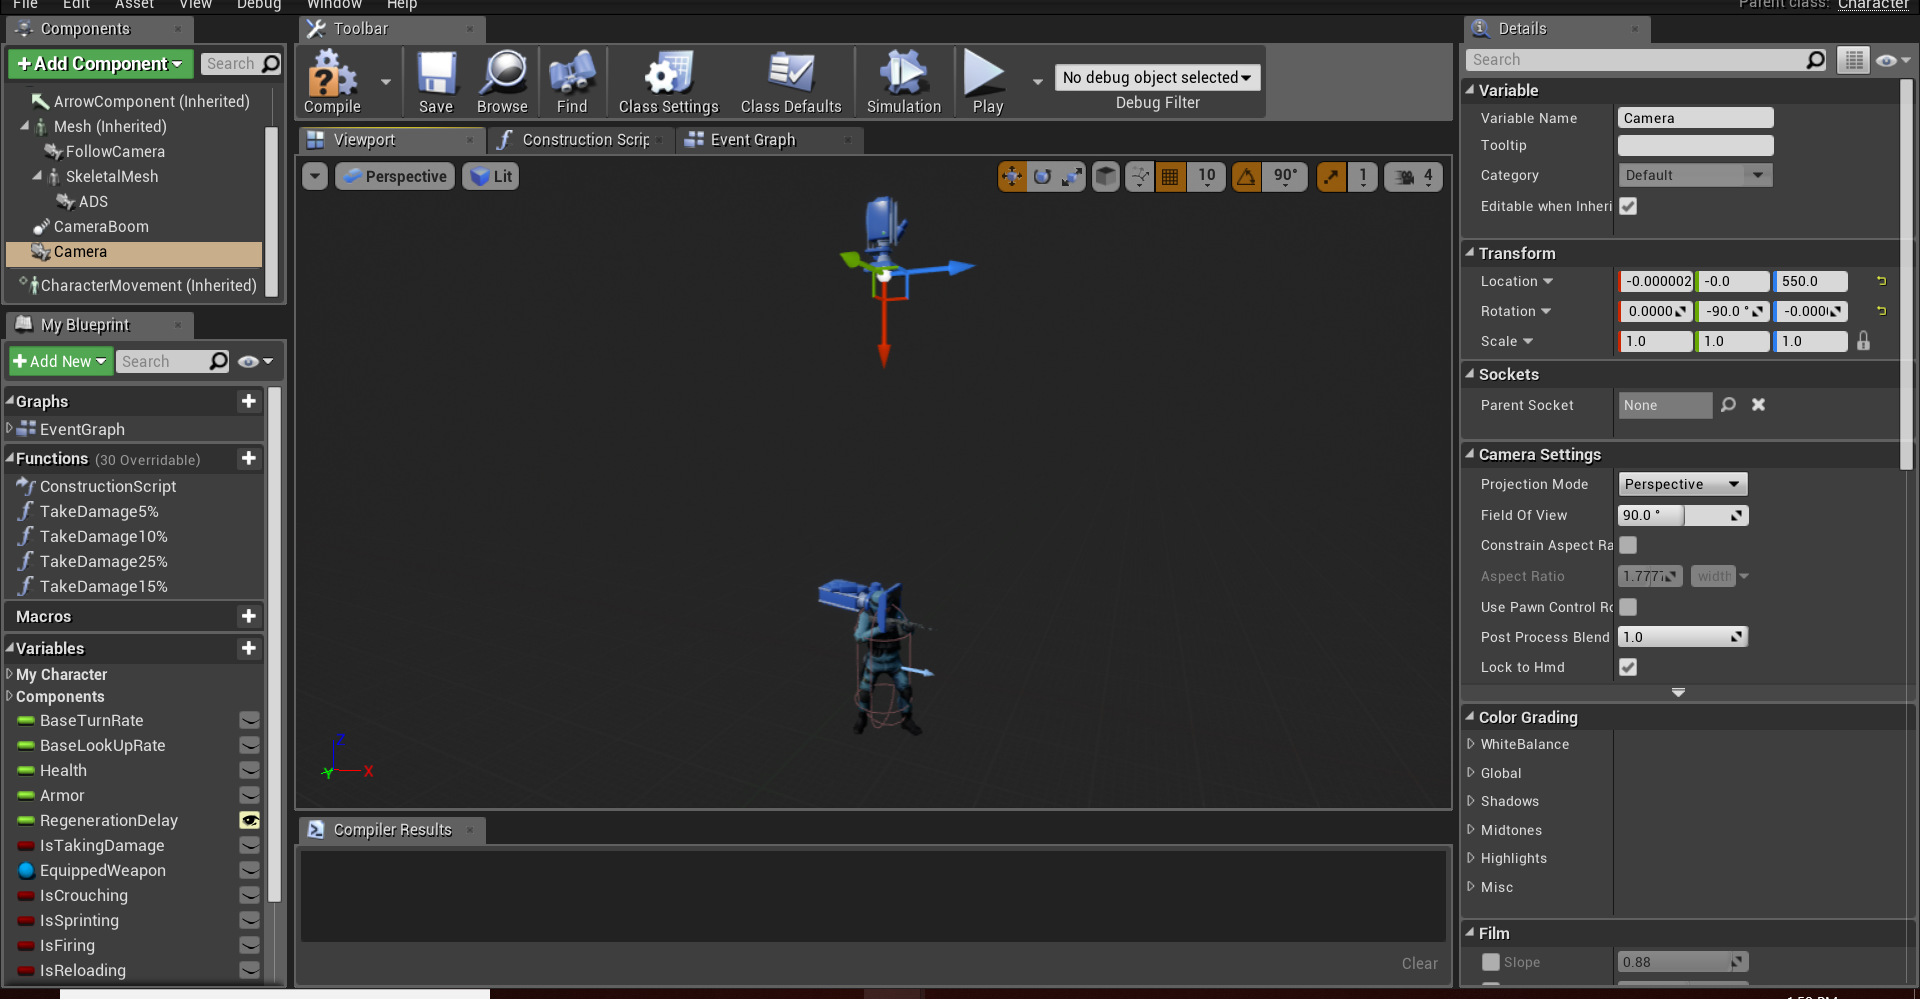 File Edit Asset View Debug Window Help
Parent class: Character
Components
+Add Component
Search
ArrowComponent (Inherited)
Mesh (Inherited)
FollowCamera
SkeletalMesh
ADS
CameraBoom
Camera
CharacterMovement (Inherited)
My Blueprint
+Add New
Search
Graphs
EventGraph
Functions (30 Overridable)
ConstructionScript
TakeDamage5%
TakeDamage10%
TakeDamage25%
TakeDamage15%
Macros
Variables
My Character
Components
BaseTurnRate
BaseLookUpRate
Health
Armor
RegenerationDelay
IsTakingDamage
EquippedWeapon
IsCrouching
IsSprinting
IsFiring
IsReloading
Toolbar
Compile Save Browse Find Class Settings Class Defaults Simulation Play
No debug object selected
Debug Filter
Viewport Construction Scrip Event Graph
Perspective Lit
10 90° 1 4
Z
Y X
Compiler Results
Clear
Details
Search
Variable
Variable Name Camera
Tooltip
Category Default
Editable when Inheri
Transform
Location -0.000002 -0.0 550.0
Rotation 0.0000 -90.0 ° -0.000
Scale 1.0 1.0 1.0
Sockets
Parent Socket None
Camera Settings
Projection Mode Perspective
Field Of View 90.0 °
Constrain Aspect Ra
Aspect Ratio 1.777 width
Use Pawn Control Ro
Post Process Blend 1.0
Lock to Hmd
Color Grading
WhiteBalance
Global
Shadows
Midtones
Highlights
Misc
Film
Slope 0.88